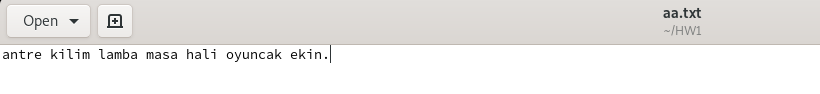 Open
aa.txt
~/HW1
antre kilim lamba masa hali oyuncak ekin.